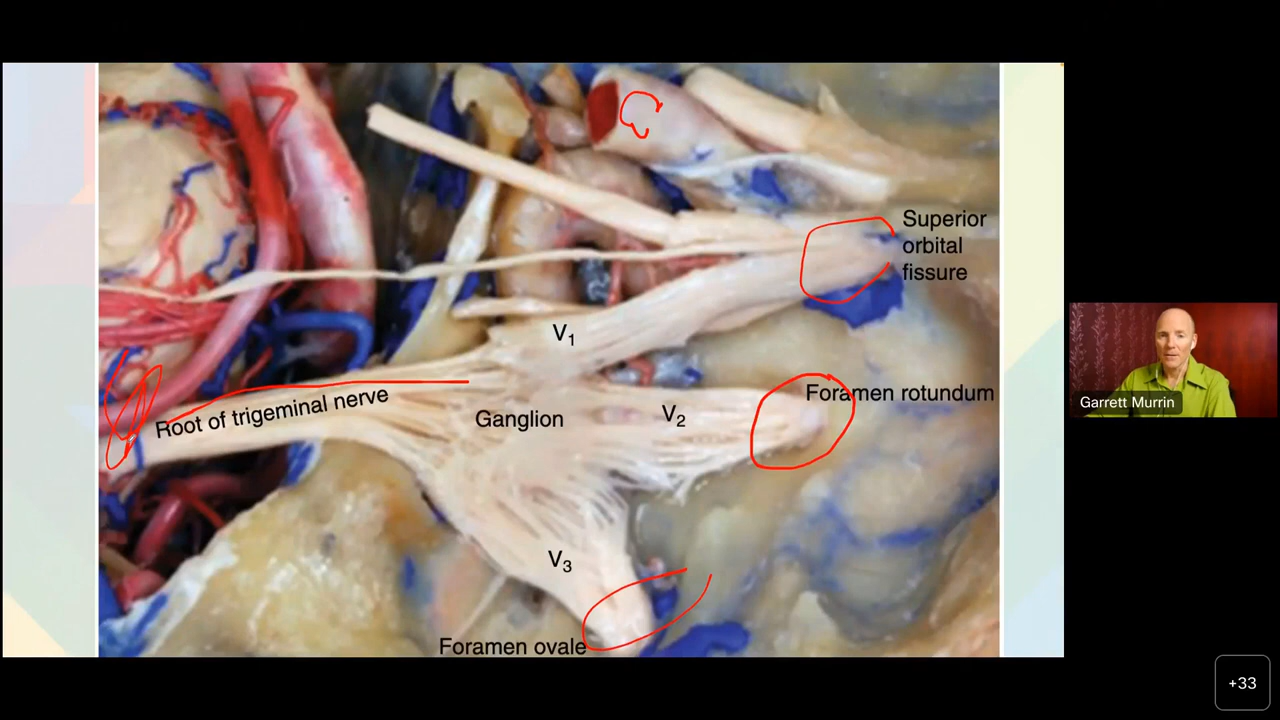 Superior
orbital
fissure
V1
Foramen rotundum
Root of trigeminal nerve
Ganglion
V2
V3
Foramen ovale
Garrett Murrin
+33